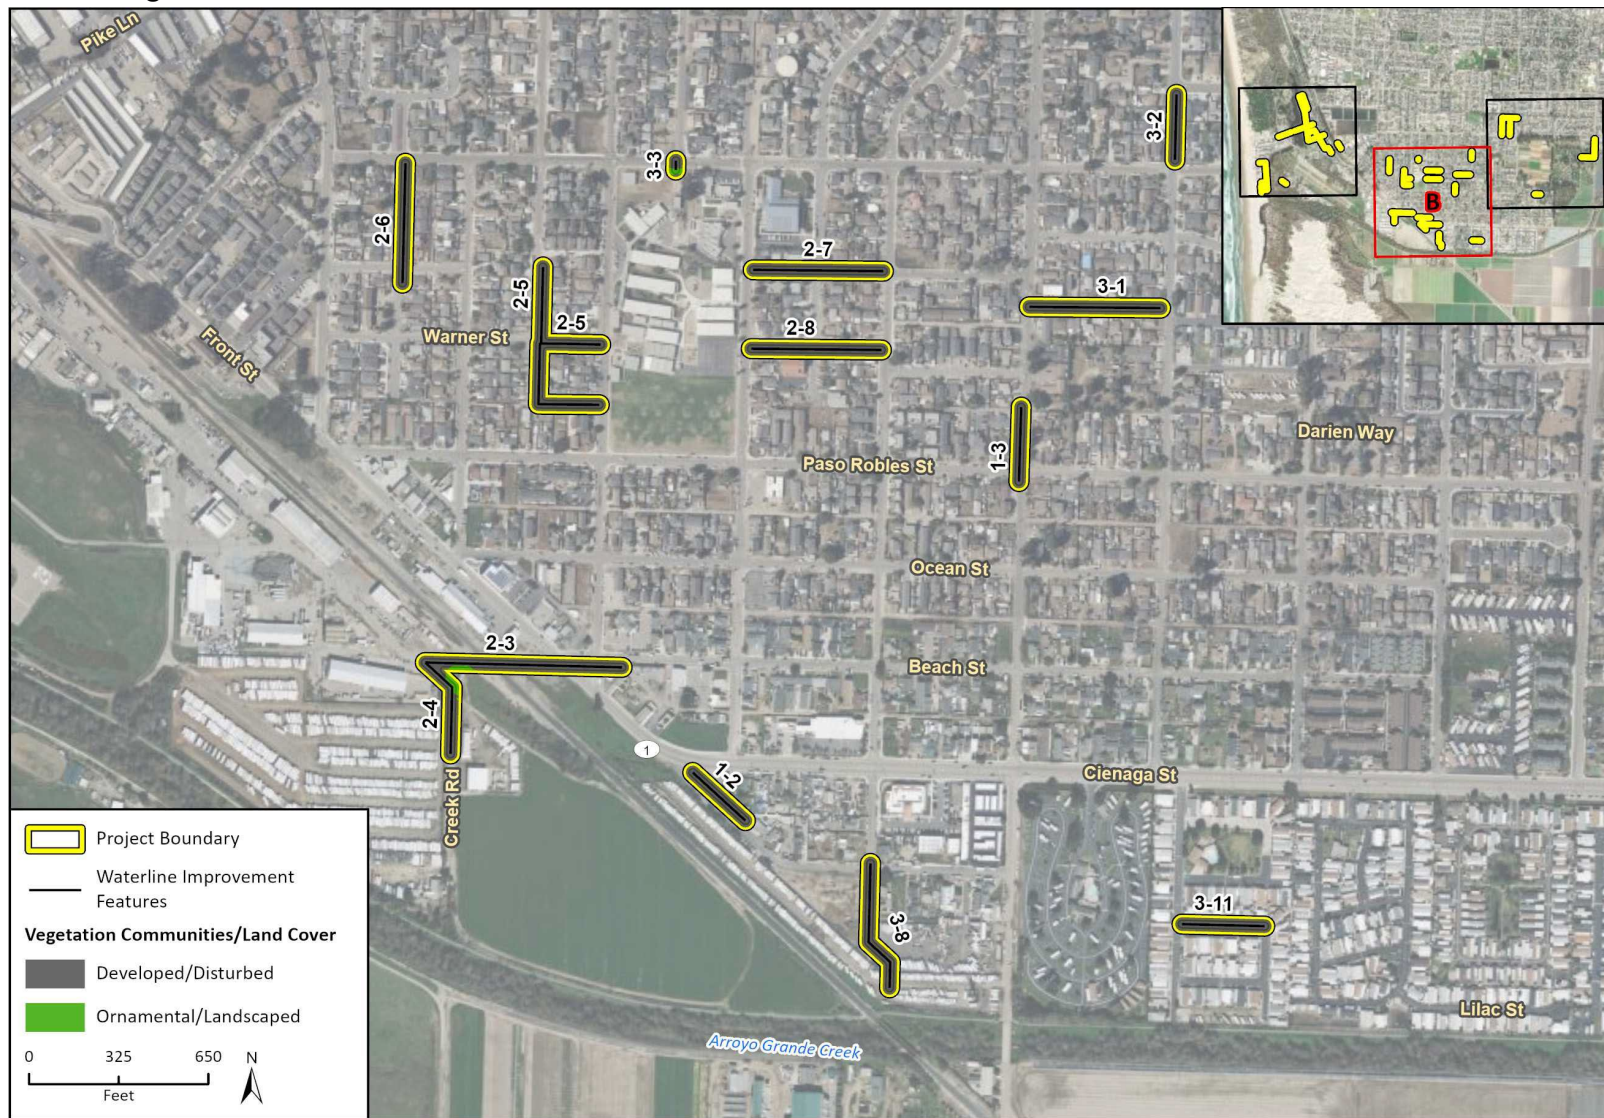 Pike Ln
3-2
3-3
2-6
2-7
2-5
3-1
2-5
Warner St
2-8
Front St
B
Darien Way
1-3
Paso Robles St
Ocean St
2-3
Beach St
2-4
1
1-2
Cienaga St
Creek Rd
3-11
3-8
Lilac St
Arroyo Grande Creek
Project Boundary
Waterline Improvement
Features
Vegetation Communities/Land Cover
Developed/Disturbed
Ornamental/Landscaped
0 325 650 N
Feet